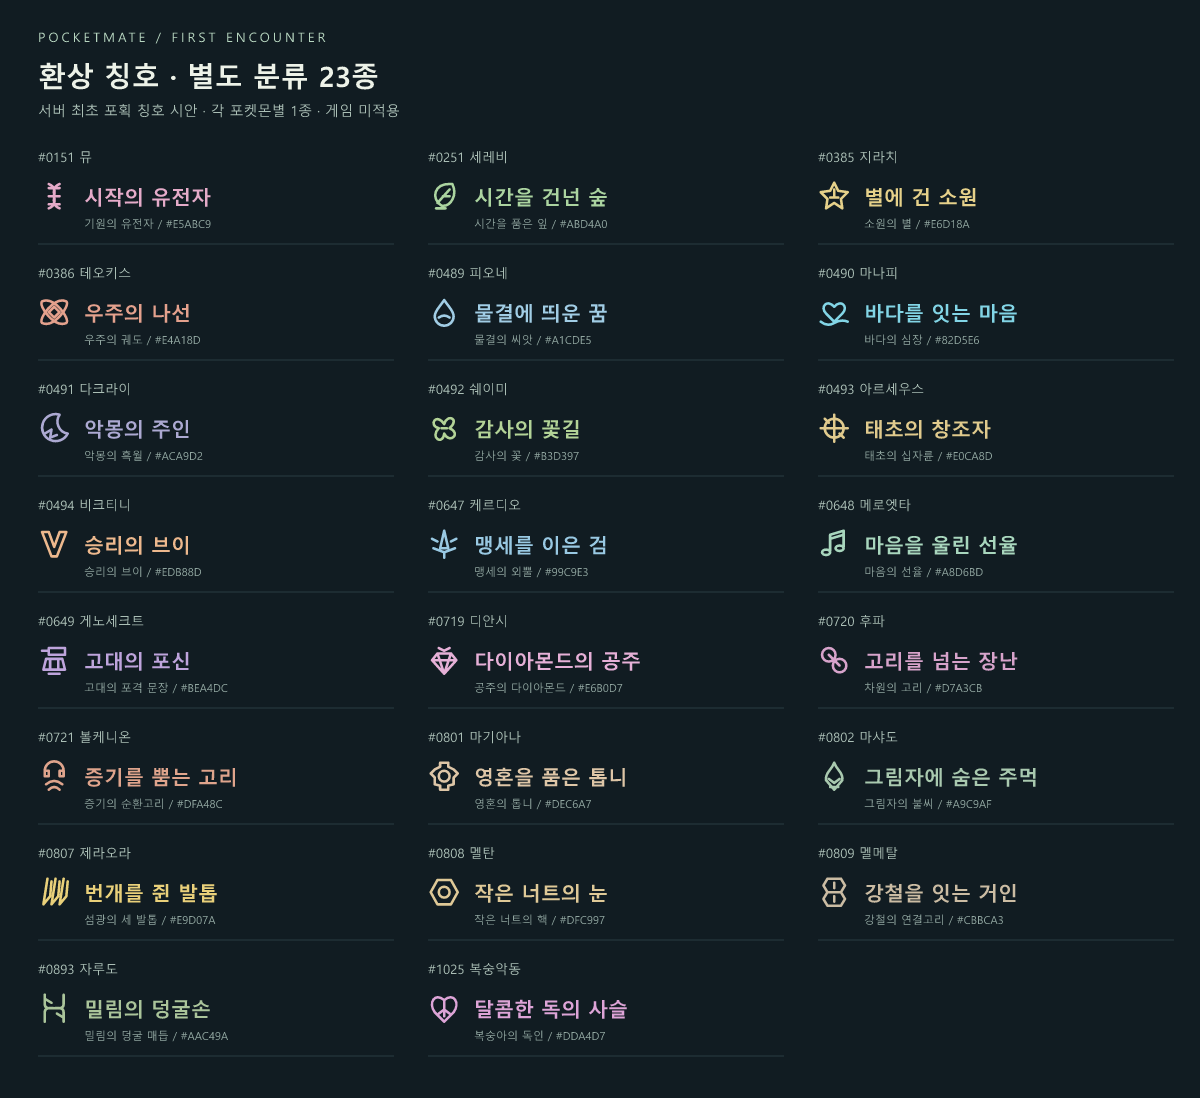 POCKETMATE / FIRST ENCOUNTER
환상 칭호 · 별도 분류 23종
서버 최초 포획 칭호 시안 · 각 포켓몬별 1종 · 게임 미적용
#0151 뮤
시작의 유전자
기원의 유전자 / #E5ABC9
#0251 세레비
시간을 건넌 숲
시간을 품은 잎 / #ABD4A0
#0385 지라치
별에 건 소원
소원의 별 / #E6D18A
#0386 테오키스
우주의 나선
우주의 궤도 / #E4A18D
#0489 피오네
물결에 띄운 꿈
물결의 씨앗 / #A1CDE5
#0490 마나피
바다를 잇는 마음
바다의 심장 / #82D5E6
#0491 다크라이
악몽의 주인
악몽의 흑월 / #ACA9D2
#0492 쉐이미
감사의 꽃길
감사의 꽃 / #B3D397
#0493 아르세우스
태초의 창조자
태초의 십자륜 / #E0CA8D
#0494 비크티니
승리의 브이
승리의 브이 / #EDB88D
#0647 케르디오
맹세를 이은 검
맹세의 외뿔 / #99C9E3
#0648 메로엣타
마음을 울린 선율
마음의 선율 / #A8D6BD
#0649 게노세크트
고대의 포신
고대의 포격 문장 / #BEA4DC
#0719 디안시
다이아몬드의 공주
공주의 다이아몬드 / #E6B0D7
#0720 후파
고리를 넘는 장난
차원의 고리 / #D7A3CB
#0721 볼케니온
증기를 뿜는 고리
증기의 순환고리 / #DFA48C
#0801 마기아나
영혼을 품은 톱니
영혼의 톱니 / #DEC6A7
#0802 마샤도
그림자에 숨은 주먹
그림자의 불씨 / #A9C9AF
#0807 제라오라
번개를 쥔 발톱
섬광의 세 발톱 / #E9D07A
#0808 멜탄
작은 너트의 눈
작은 너트의 핵 / #DFC997
#0809 멜메탈
강철을 잇는 거인
강철의 연결고리 / #CBBCA3
#0893 자루도
밀림의 덩굴손
밀림의 덩굴 매듭 / #AAC49A
#1025 복숭악동
달콤한 독의 사슬
복숭아의 독안 / #DDA4D7